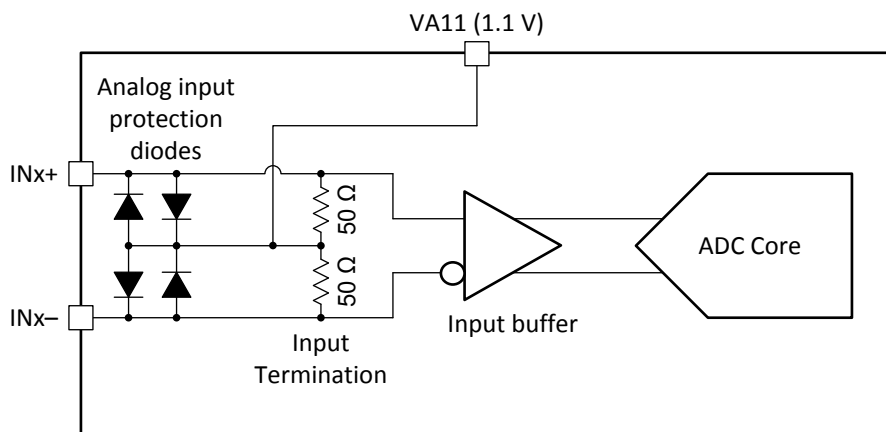 VA11 (1.1 V)
Analog input
protection
diodes
INx+
50 Ω
50 Ω
ADC Core
INx–
Input buffer
Input
Termination